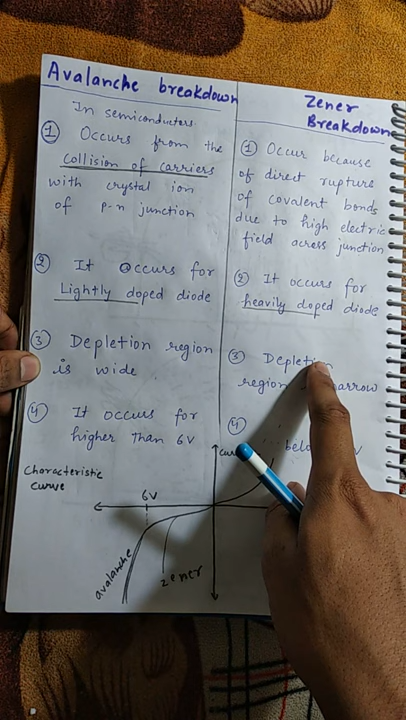 Avalanche breakdown
In semiconductors
① Occurs from the
collision of carriers
with crystal ion
of p-n junction
② It occurs for
Lightly doped diode
③ Depletion region
is wide.
④ It occurs for
higher than 6V
Zener
Breakdown
① Occur because
of direct rupture
of covalent bonds
due to high electric
field across junction
② It occurs for
heavily doped diode
③ Depletion
region narrow
④
V
Characteristic
curve
6V
avalanche
zener